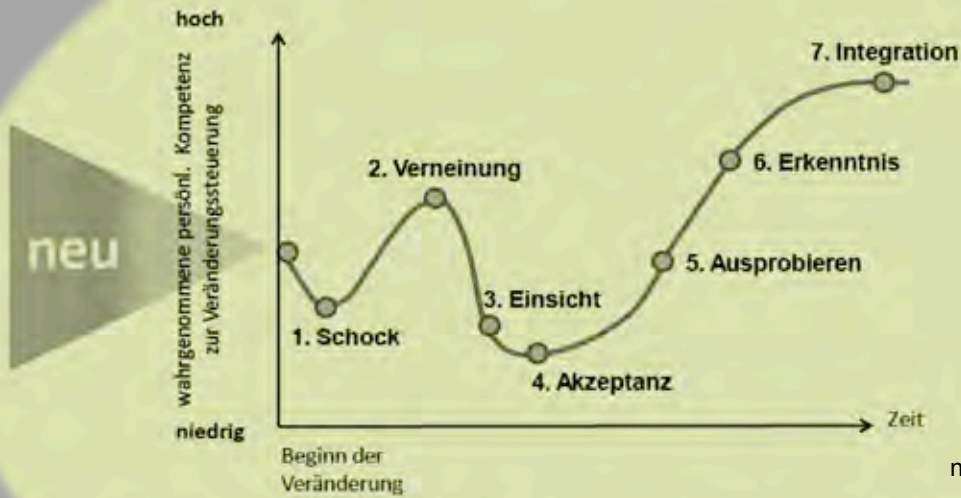 hoch
wahrgenommene persönl. Kompetenz
zur Veränderungssteuerung
neu
7. Integration
2. Verneinung
6. Erkenntnis
5. Ausprobieren
3. Einsicht
1. Schock
4. Akzeptanz
niedrig
Zeit
Beginn der
Veränderung